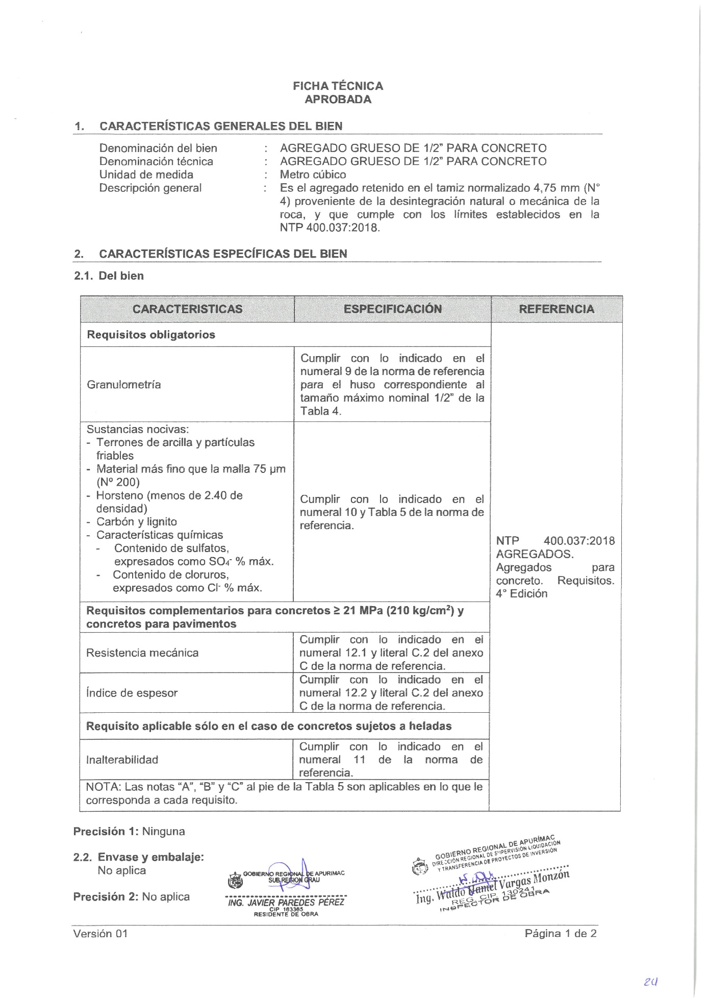 FICHA TÉCNICA
APROBADA
1. CARACTERÍSTICAS GENERALES DEL BIEN
Denominación del bien : AGREGADO GRUESO DE 1/2” PARA CONCRETO
Denominación técnica : AGREGADO GRUESO DE 1/2” PARA CONCRETO
Unidad de medida : Metro cúbico
Descripción general : Es el agregado retenido en el tamiz normalizado 4,75 mm (N°
4) proveniente de la desintegración natural o mecánica de la
roca, y que cumple con los límites establecidos en la
NTP 400.037:2018.
2. CARACTERÍSTICAS ESPECÍFICAS DEL BIEN
2.1. Del bien
CARACTERISTICAS ESPECIFICACIÓN REFERENCIA
Requisitos obligatorios
Granulometría
Cumplir con lo indicado en el
numeral 9 de la norma de referencia
para el huso correspondiente al
tamaño máximo nominal 1/2” de la
Tabla 4.
Sustancias nocivas:
- Terrones de arcilla y partículas
friables
- Material más fino que la malla 75 µm
(Nº 200)
- Horsteno (menos de 2.40 de
densidad)
- Carbón y lignito
- Características químicas
- Contenido de sulfatos,
expresados como SO₄⁻ % máx.
- Contenido de cloruros,
expresados como Cl⁻ % máx.
Cumplir con lo indicado en el
numeral 10 y Tabla 5 de la norma de
referencia.
NTP 400.037:2018
AGREGADOS.
Agregados para
concreto. Requisitos.
4° Edición
Requisitos complementarios para concretos ≥ 21 MPa (210 kg/cm²) y
concretos para pavimentos
Resistencia mecánica
Cumplir con lo indicado en el
numeral 12.1 y literal C.2 del anexo
C de la norma de referencia.
Índice de espesor
Cumplir con lo indicado en el
numeral 12.2 y literal C.2 del anexo
C de la norma de referencia.
Requisito aplicable sólo en el caso de concretos sujetos a heladas
Inalterabilidad
Cumplir con lo indicado en el
numeral 11 de la norma de
referencia.
NOTA: Las notas “A”, “B” y “C” al pie de la Tabla 5 son aplicables en lo que le
corresponda a cada requisito.
Precisión 1: Ninguna
2.2. Envase y embalaje:
No aplica
Precisión 2: No aplica
GOBIERNO REGIONAL DE APURIMAC
SUB REGION GRAU
ING. JAVIER PAREDES PÉREZ
CIP 163365
RESIDENTE DE OBRA
GOBIERNO REGIONAL DE APURÍMAC
DIRECCIÓN REGIONAL DE SUPERVISIÓN LIQUIDACIÓN
Y TRANSFERENCIA DE PROYECTOS DE INVERSIÓN
Ing. Waldo Vargas Monzón
REG. CIP. 130241
INSPECTOR DE OBRA
Versión 01 Página 1 de 2
24